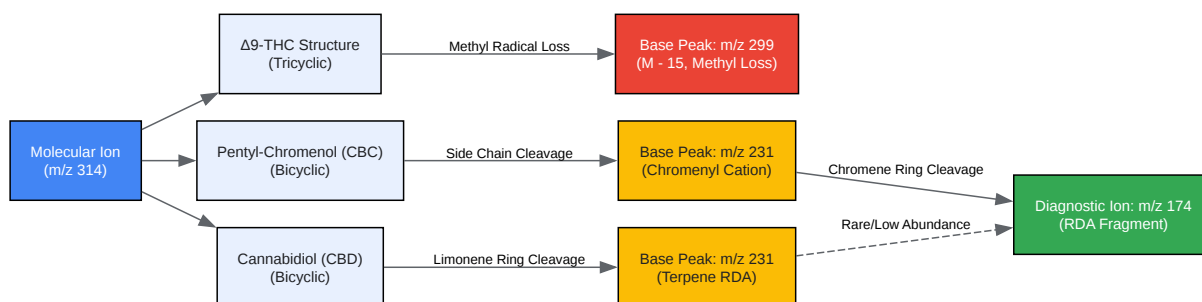 Δ9-THC Structure
(Tricyclic)
Methyl Radical Loss
Base Peak: m/z 299
(M - 15, Methyl Loss)
Molecular Ion
(m/z 314)
Pentyl-Chromenol (CBC)
(Bicyclic)
Side Chain Cleavage
Base Peak: m/z 231
(Chromenyl Cation)
Chromene Ring Cleavage
Diagnostic Ion: m/z 174
(RDA Fragment)
Cannabidiol (CBD)
(Bicyclic)
Limonene Ring Cleavage
Base Peak: m/z 231
(Terpene RDA)
Rare/Low Abundance